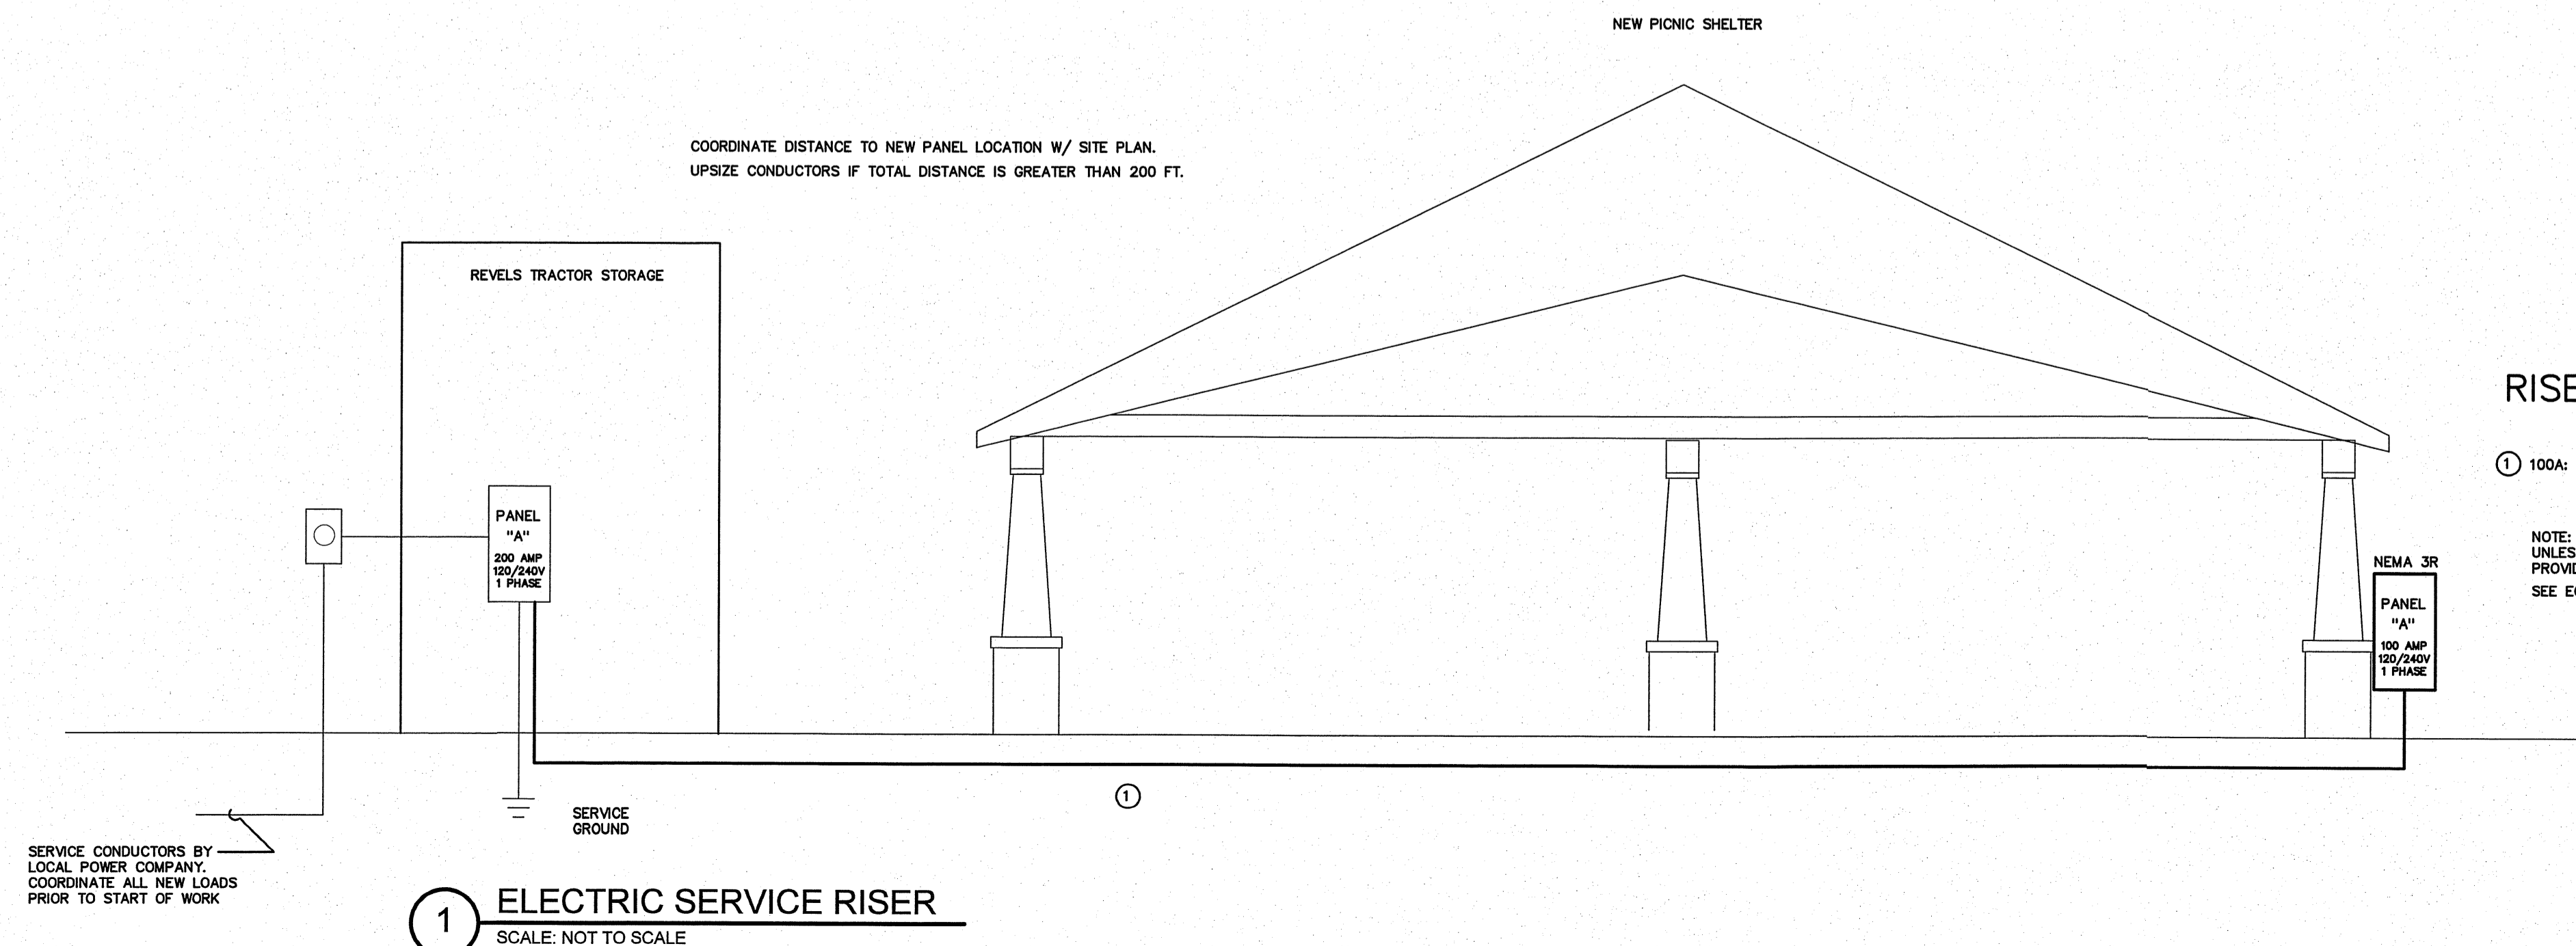 NEW PICNIC SHELTER
COORDINATE DISTANCE TO NEW PANEL LOCATION W/ SITE PLAN.
UPSIZE CONDUCTORS IF TOTAL DISTANCE IS GREATER THAN 200 FT.
REVELS TRACTOR STORAGE
PANEL
"A"
200 AMP
120/240V
1 PHASE
RISE
1 100A:
NOTE:
UNLES
PROVID
SEE E
NEMA 3R
PANEL
"A"
100 AMP
120/240V
1 PHASE
1
SERVICE
GROUND
SERVICE CONDUCTORS BY
LOCAL POWER COMPANY.
COORDINATE ALL NEW LOADS
PRIOR TO START OF WORK
1
ELECTRIC SERVICE RISER
SCALE: NOT TO SCALE